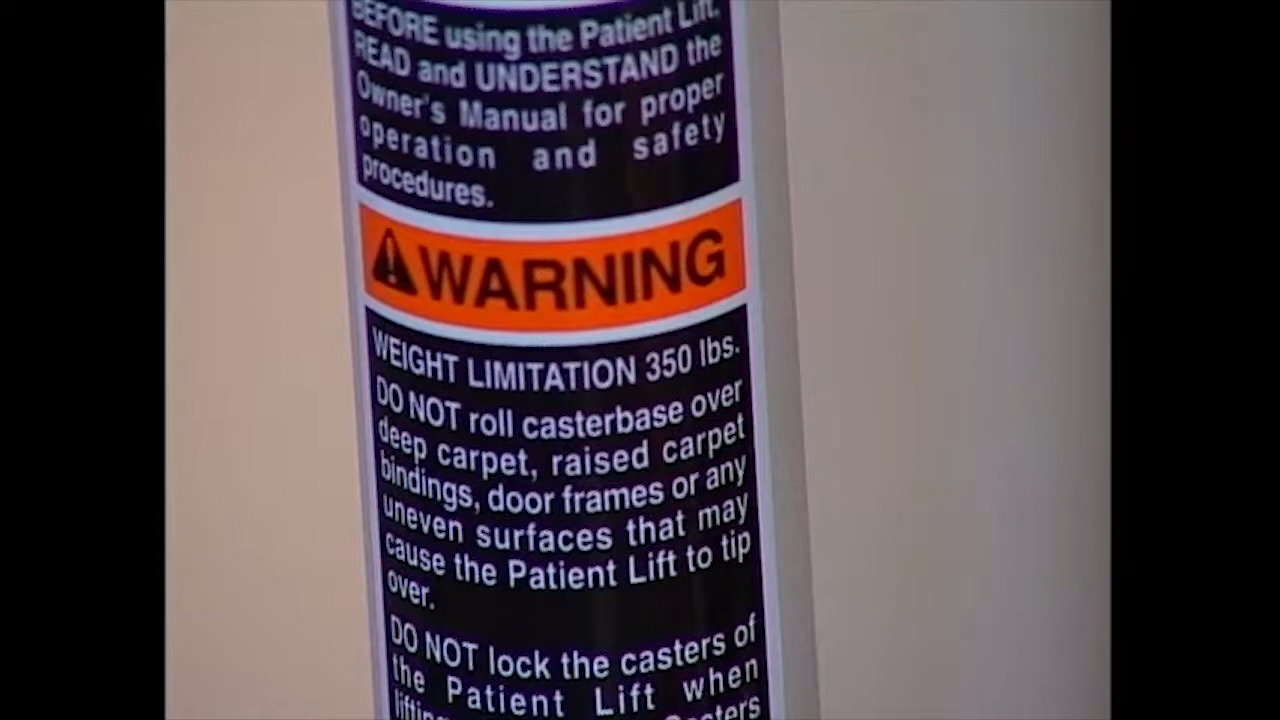 BEFORE using the Patient Lift,
READ and UNDERSTAND the
Owner's Manual for proper
operation and safety
procedures.
WARNING
WEIGHT LIMITATION 350 lbs.
DO NOT roll casterbase over
deep carpet, raised carpet
bindings, door frames or any
uneven surfaces that may
cause the Patient Lift to tip
over.
DO NOT lock the casters of
the Patient Lift when